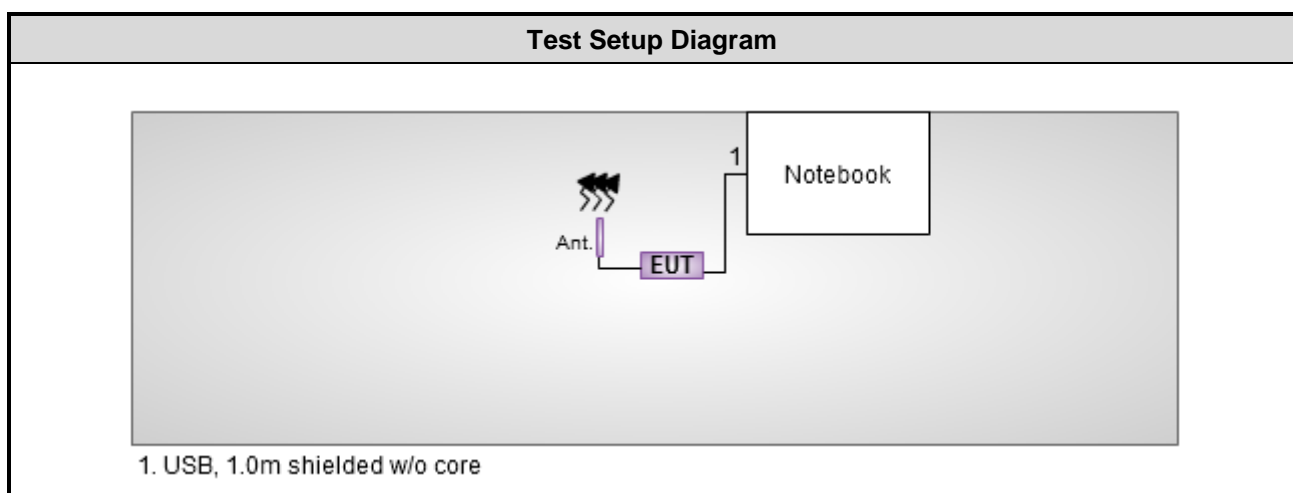 Test Setup Diagram
1
Notebook
Ant.
EUT
1. USB, 1.0m shielded w/o core